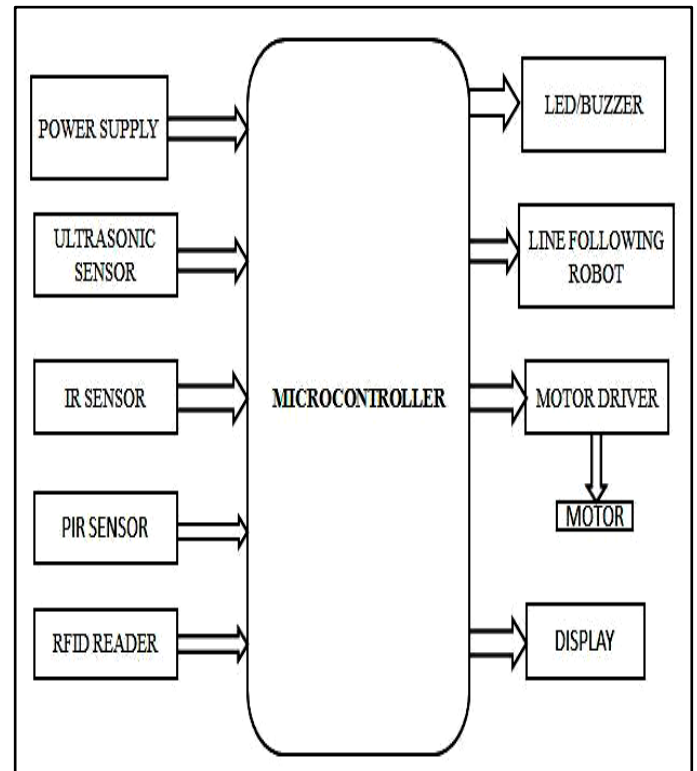 POWER SUPPLY
ULTRASONIC
SENSOR
IR SENSOR
PIR SENSOR
RFID READER
MICROCONTROLLER
LED/BUZZER
LINE FOLLOWING
ROBOT
MOTOR DRIVER
MOTOR
DISPLAY